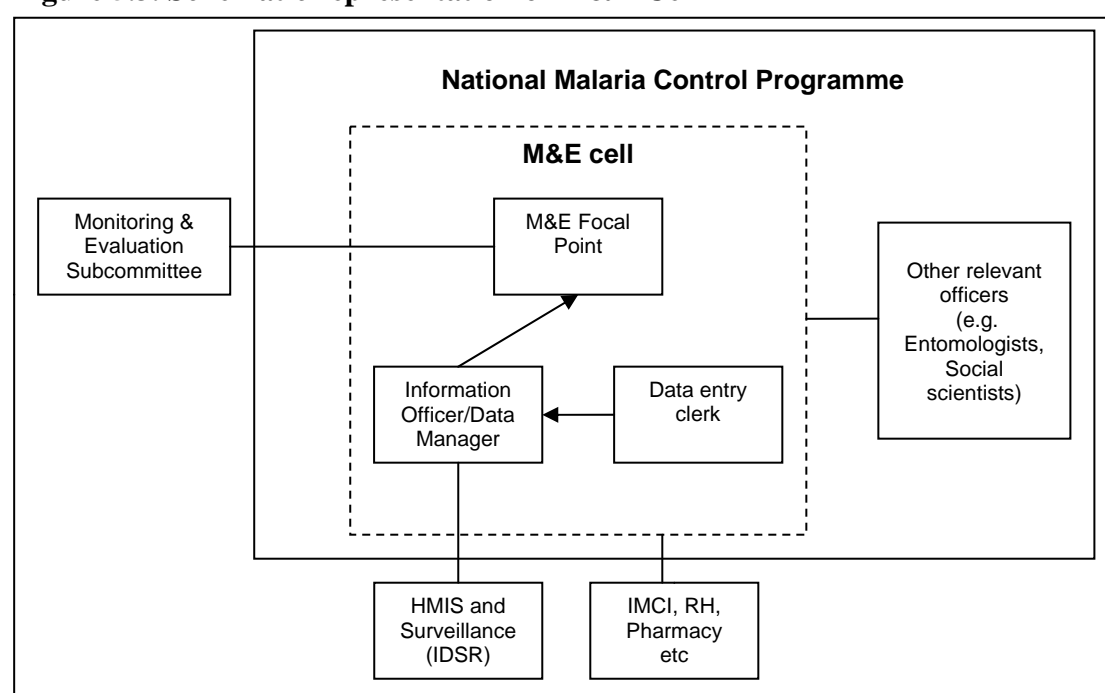 National Malaria Control Programme
M&E cell
Monitoring &
Evaluation
Subcommittee
M&E Focal
Point
Other relevant
officers
(e.g.
Entomologists,
Social
scientists)
Information
Officer/Data
Manager
Data entry
clerk
HMIS and
Surveillance
(IDSR)
IMCI, RH,
Pharmacy
etc